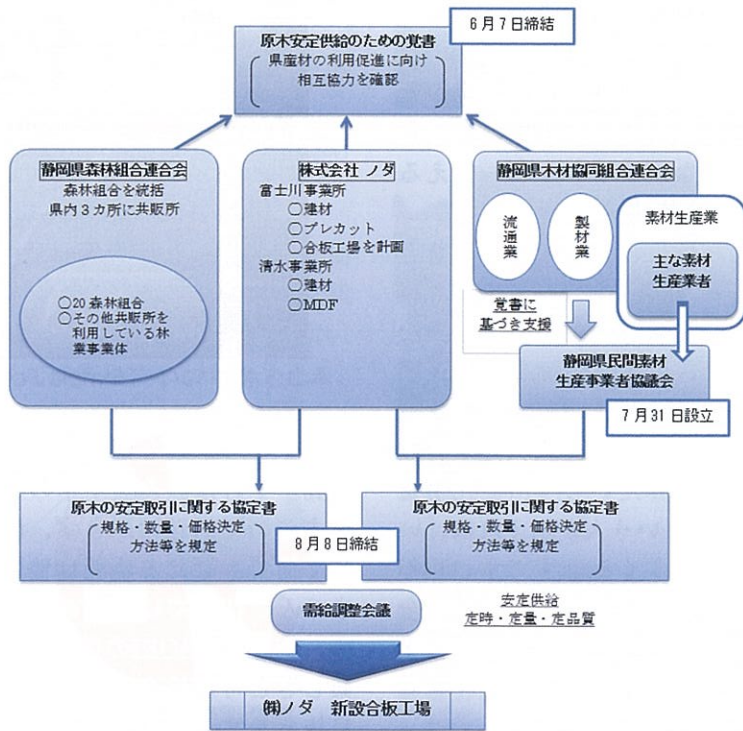 6月7日締結
原木安定供給のための覚書
県産材の利用促進に向け
相互協力を確認
静岡県森林組合連合会
森林組合を統括
県内3カ所に共販所
○20森林組合
○その他共販所を
利用している林
業事業体
株式会社 ノダ
富士川事業所
○建材
○プレカット
○合板工場を計画
清水事業所
○建材
○MDF
静岡県木材協同組合連合会
流通業
製材業
素材生産業
主な素材
生産業者
覚書に
基づき支援
静岡県民間素材
生産事業者協議会
7月31日設立
原木の安定取引に関する協定書
規格・数量・価格決定
方法等を規定
8月8日締結
原木の安定取引に関する協定書
規格・数量・価格決定
方法等を規定
需給調整会議
安定供給
定時・定量・定品質
㈱ノダ 新設合板工場